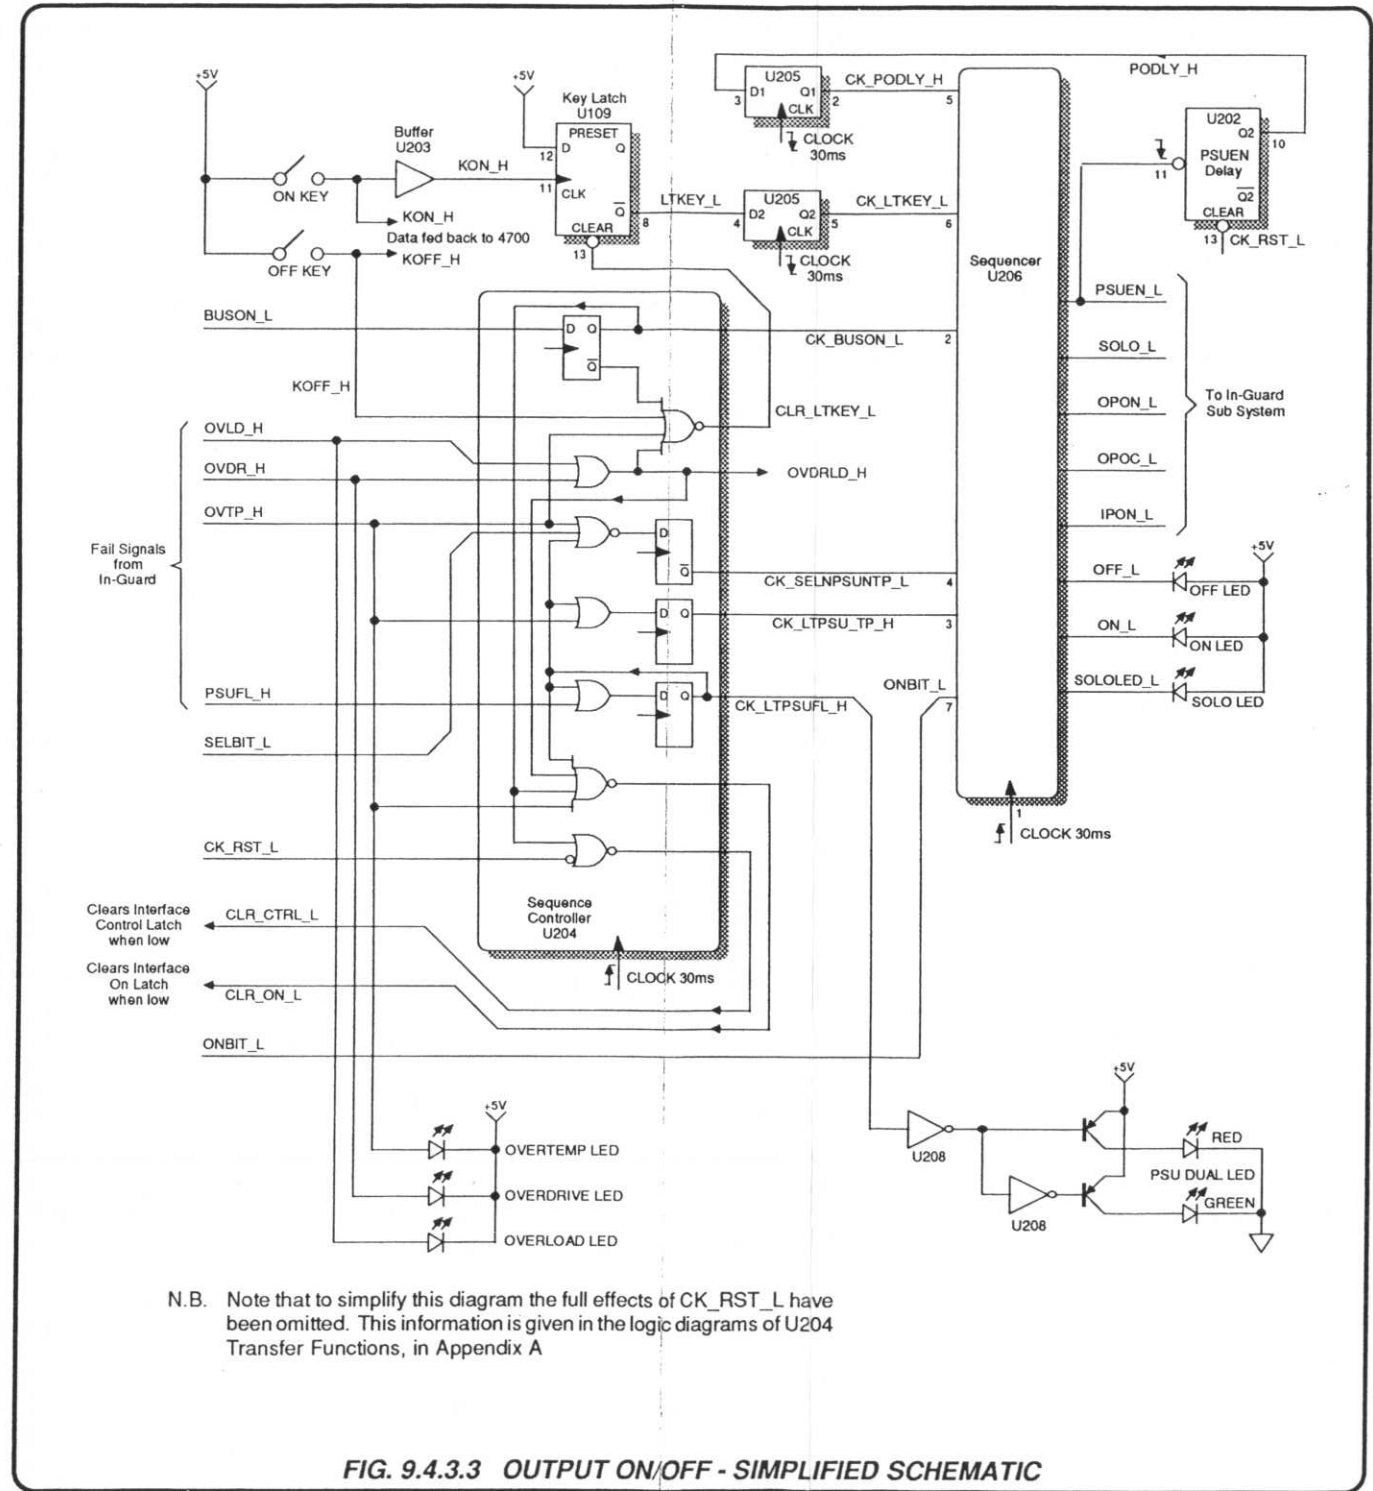 +5V
+5V
Key Latch
U109
PRESET
12 D Q
11 CLK
Q 8
CLEAR
13
Buffer
U203
KON_H
ON KEY
KON_H
Data fed back to 4700
KOFF_H
OFF KEY
LTKEY_L
U205
3 D1 Q1 2
CLK
CK_PODLY_H
CLOCK
30ms
U205
4 D2 Q2 5
CLK
CK_LTKEY_L
CLOCK
30ms
PODLY_H
U202
Q2 10
PSUEN
Delay
11
Q2
CLEAR
13 CK_RST_L
5
6
Sequencer
U206
PSUEN_L
SOLO_L
OPON_L
OPOC_L
IPON_L
To In-Guard
Sub System
BUSON_L
D Q
Q
CK_BUSON_L 2
KOFF_H
CLR_LTKEY_L
OVLD_H
OVDR_H
OVDRLD_H
OVTP_H
Fail Signals
from
In-Guard
D
Q
CK_SELNPSUNTP_L 4
D Q
CK_LTPSU_TP_H 3
PSUFL_H
D Q
CK_LTPSUFL_H
ONBIT_L
7
SELBIT_L
+5V
OFF_L
OFF LED
ON_L
ON LED
SOLOLED_L
SOLO LED
1
CLOCK 30ms
CK_RST_L
Sequence
Controller
U204
CLOCK 30ms
Clears Interface
Control Latch
when low
CLR_CTRL_L
Clears Interface
On Latch
when low
CLR_ON_L
ONBIT_L
+5V
OVERTEMP LED
OVERDRIVE LED
OVERLOAD LED
+5V
U208
RED
PSU DUAL LED
U208
GREEN
N.B. Note that to simplify this diagram the full effects of CK_RST_L have
been omitted. This information is given in the logic diagrams of U204
Transfer Functions, in Appendix A
FIG. 9.4.3.3 OUTPUT ON/OFF - SIMPLIFIED SCHEMATIC